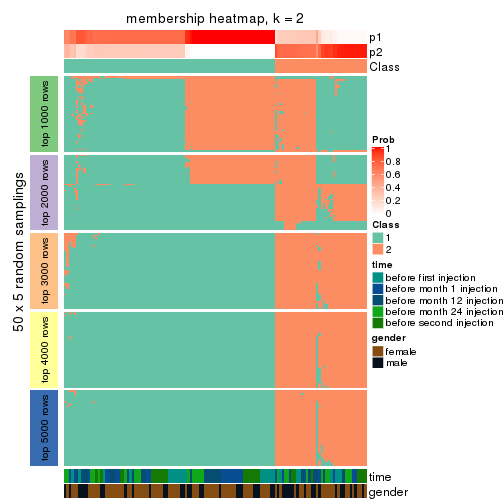 membership heatmap, k = 2
p1
p2
Class
50 x 5 random samplings
top 1000 rows
top 2000 rows
top 3000 rows
top 4000 rows
top 5000 rows
time
gender
Prob
1
0.8
0.6
0.4
0.2
0
Class
1
2
time
before first injection
before month 1 injection
before month 12 injection
before month 24 injection
before second injection
gender
female
male